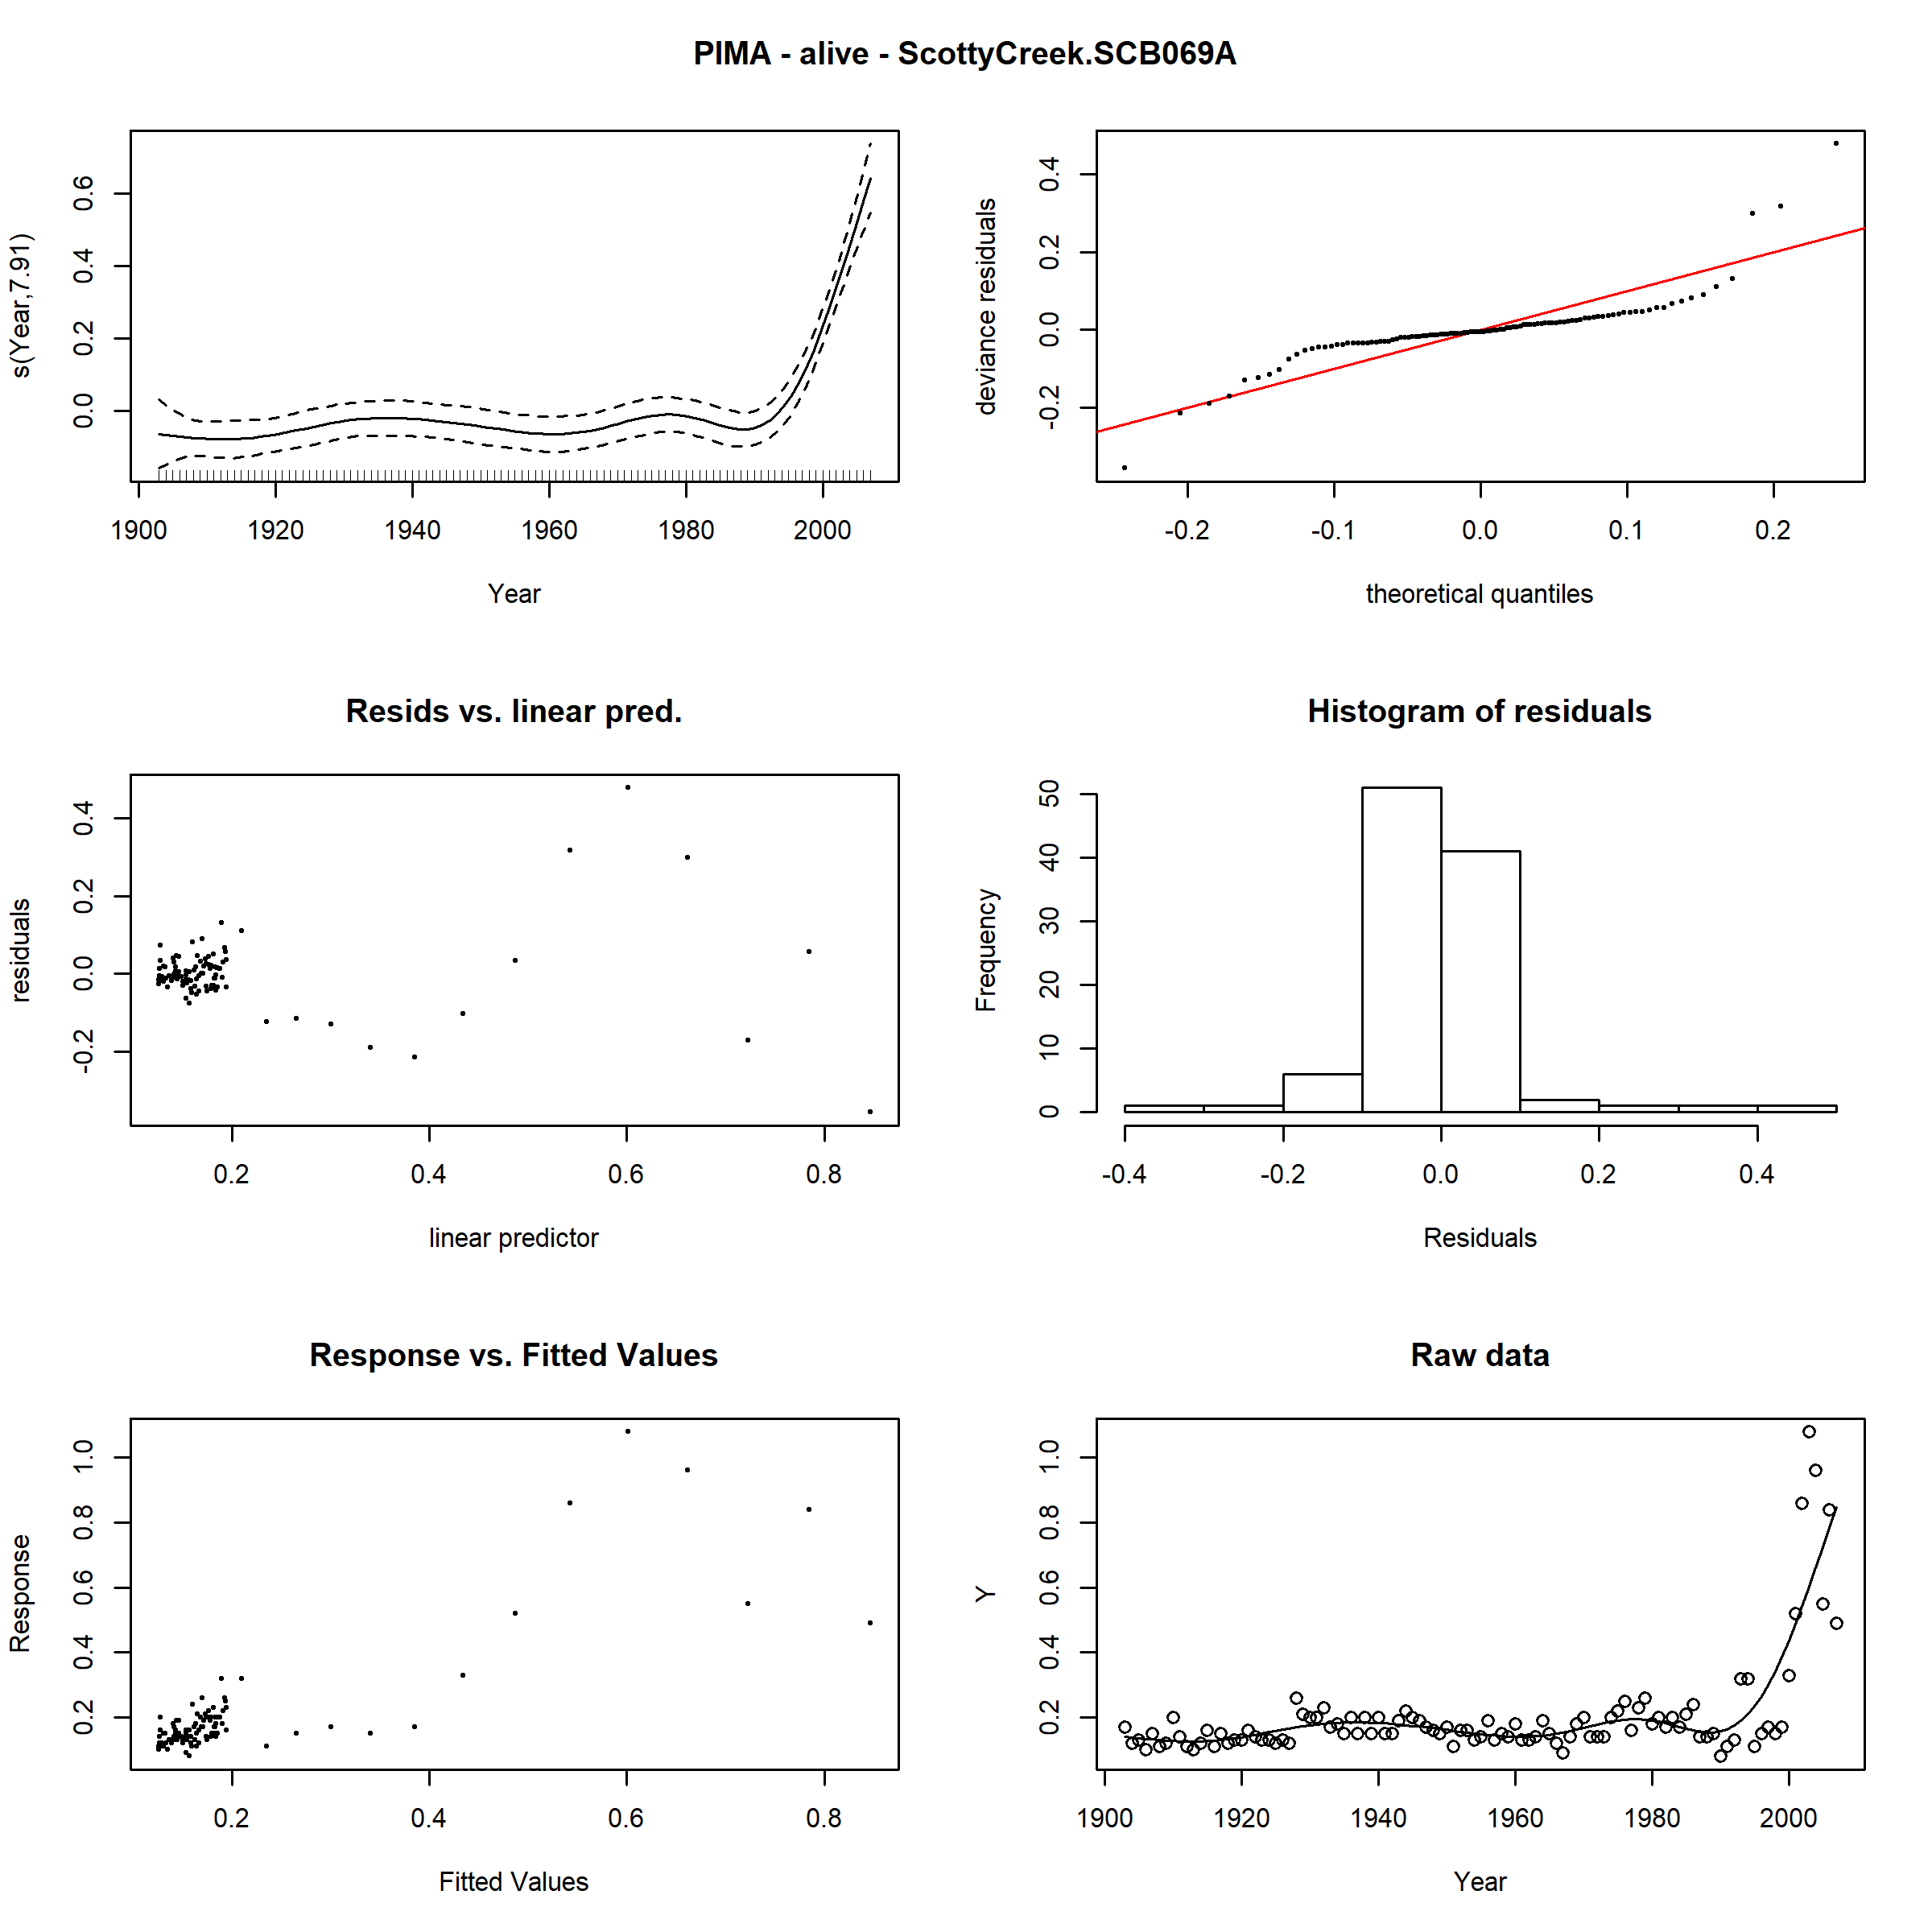 PIMA - alive - ScottyCreek.SCB069A
s(Year,7.91)
0.0 0.2 0.4 0.6
1900 1920 1940 1960 1980 2000
Year
deviance residuals
-0.2 0.0 0.2 0.4
-0.2 -0.1 0.0 0.1 0.2
theoretical quantiles
Resids vs. linear pred.
residuals
-0.2 0.0 0.2 0.4
0.2 0.4 0.6 0.8
linear predictor
Histogram of residuals
Frequency
0 10 20 30 40 50
-0.4 -0.2 0.0 0.2 0.4
Residuals
Response vs. Fitted Values
Response
0.2 0.4 0.6 0.8 1.0
0.2 0.4 0.6 0.8
Fitted Values
Raw data
Y
0.2 0.4 0.6 0.8 1.0
1900 1920 1940 1960 1980 2000
Year